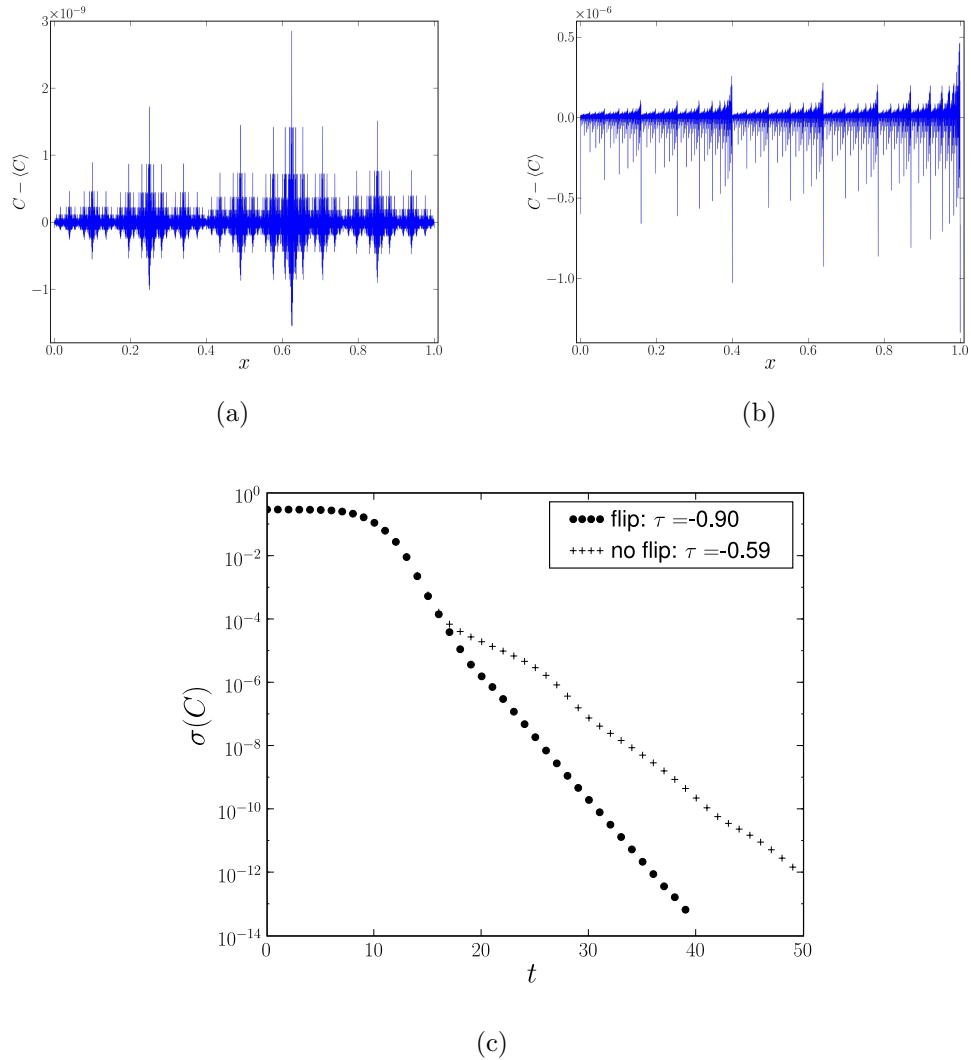 ×10⁻⁹
3
2
1
0
−1
C − ⟨C⟩
0.0 0.2 0.4 0.6 0.8 1.0
x
(a)
×10⁻⁶
0.5
0.0
−0.5
−1.0
C − ⟨C⟩
0.0 0.2 0.4 0.6 0.8 1.0
x
(b)
10⁰
10⁻²
10⁻⁴
10⁻⁶
10⁻⁸
10⁻¹⁰
10⁻¹²
10⁻¹⁴
σ(C)
flip: τ =-0.90
no flip: τ =-0.59
0 10 20 30 40 50
t
(c)